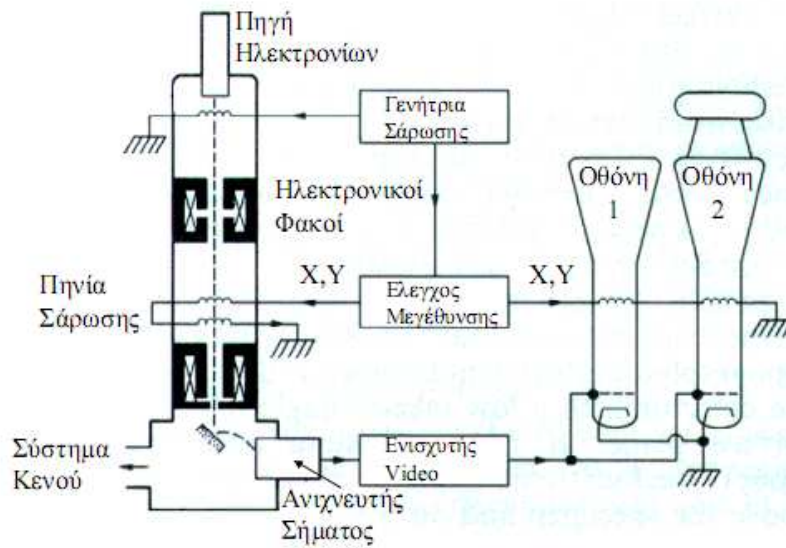 Πηγή
Ηλεκτρονίων
Γενήτρια
Σάρωσης
Οθόνη
1
Οθόνη
2
Ηλεκτρονικοί
Φακοί
Πηνία
Σάρωσης
Χ,Υ
Ελεγχος
Μεγέθυνσης
Χ,Υ
Σύστημα
Κενού
Ενισχυτής
Video
Ανιχνευτής
Σήματος